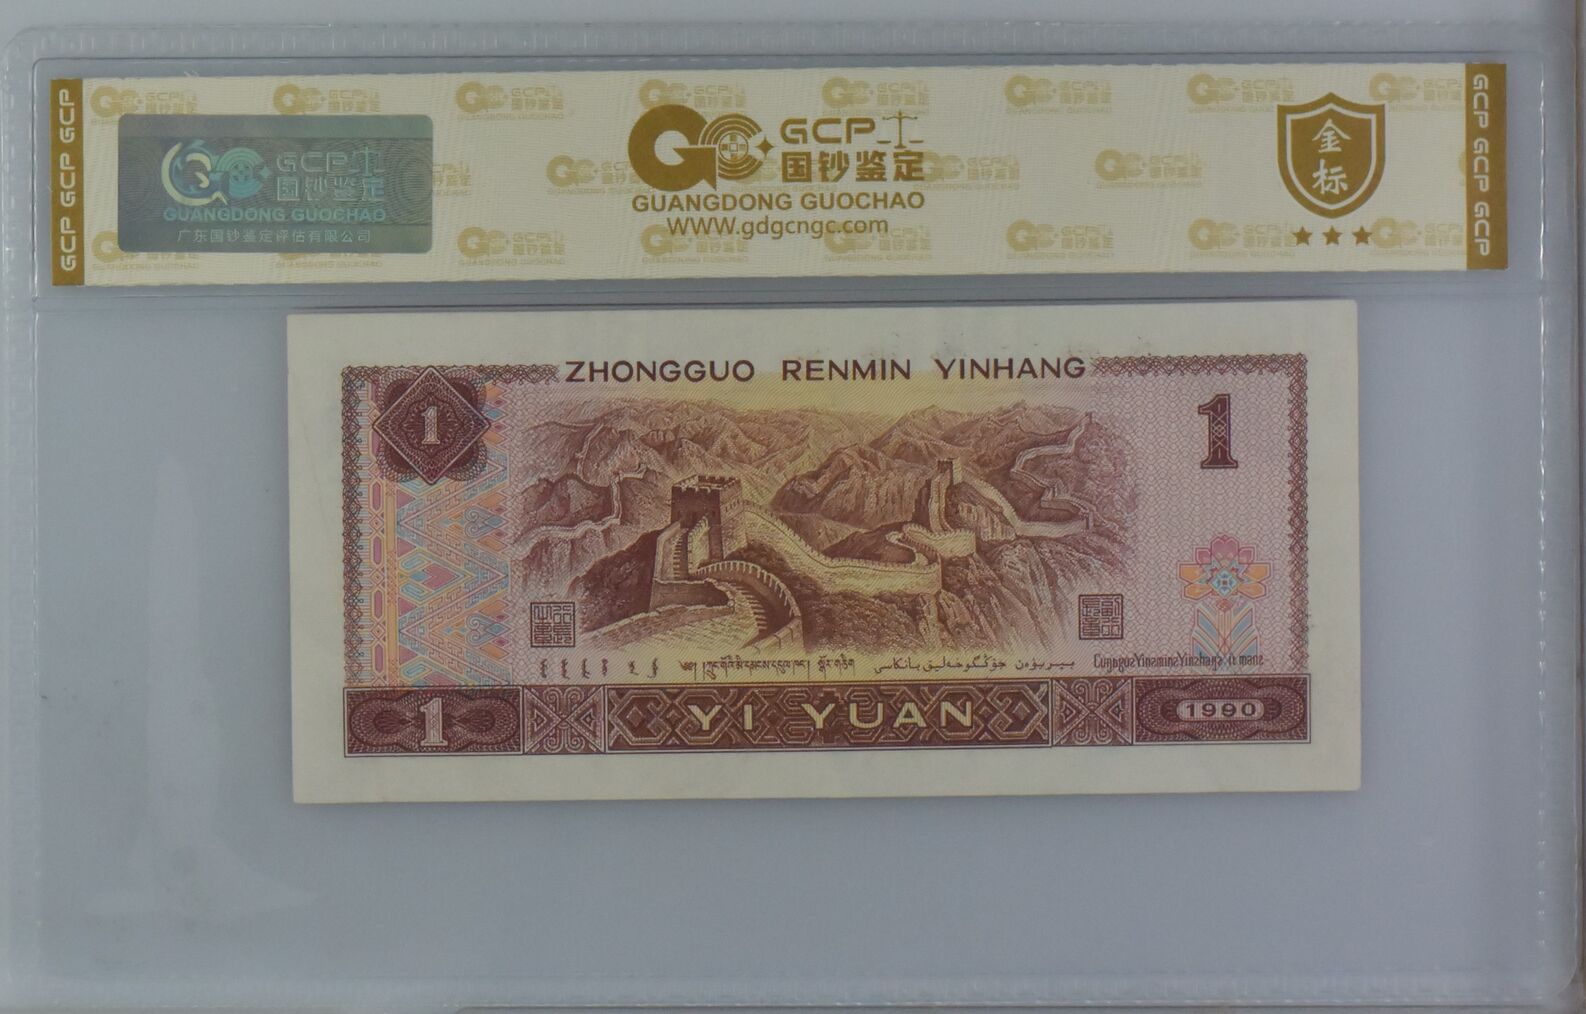 GCP GCP GCP
GCP 国钞鉴定
GUANGDONG GUOCHAO
广东国钞鉴定评估有限公司
GCP
国钞鉴定
GUANGDONG GUOCHAO
WWW.gdgcngc.com
金标
GCP GCP GCP
ZHONGGUO RENMIN YINHANG
1
1
YI YUAN
1
1990